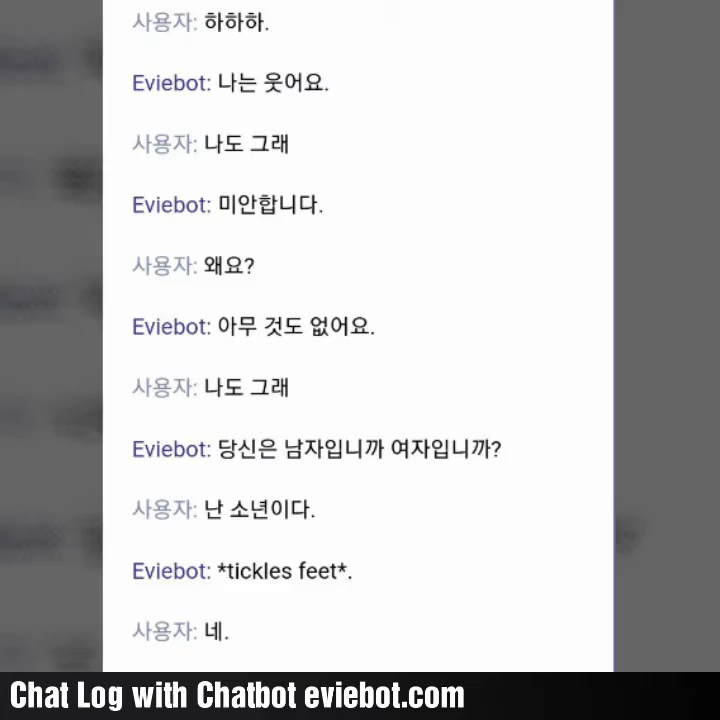 사용자: 하하하.
Eviebot: 나는 웃어요.
사용자: 나도 그래
Eviebot: 미안합니다.
사용자: 왜요?
Eviebot: 아무 것도 없어요.
사용자: 나도 그래
Eviebot: 당신은 남자입니까 여자입니까?
사용자: 난 소년이다.
Eviebot: *tickles feet*.
사용자: 네.
Chat Log with Chatbot eviebot.com